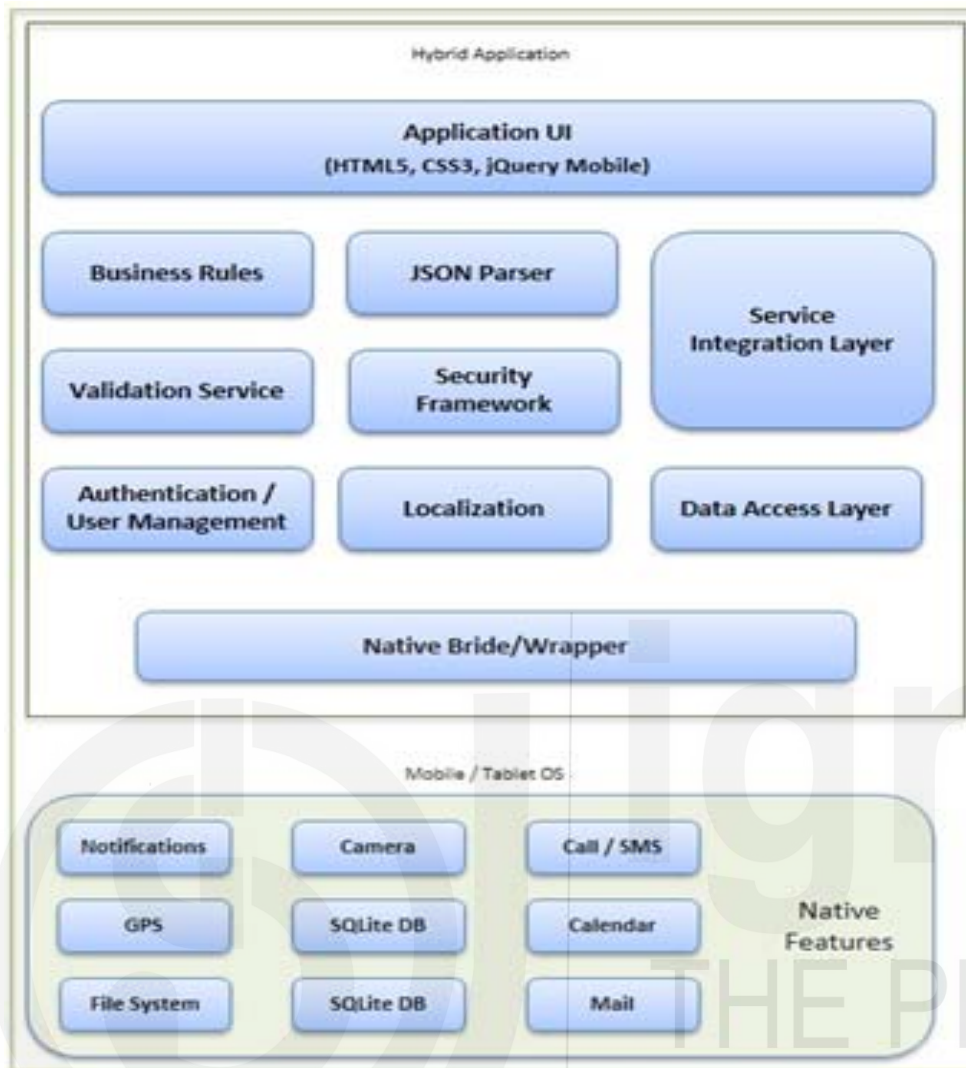 Hybrid Application
Application UI
(HTML5, CSS3, jQuery Mobile)
Business Rules
JSON Parser
Service
Integration Layer
Validation Service
Security
Framework
Authentication /
User Management
Localization
Data Access Layer
Native Bride/Wrapper
Mobile / Tablet OS
Notifications
Camera
Call / SMS
GPS
SQLite DB
Calendar
Native
Features
File System
SQLite DB
Mail
ign
THE P